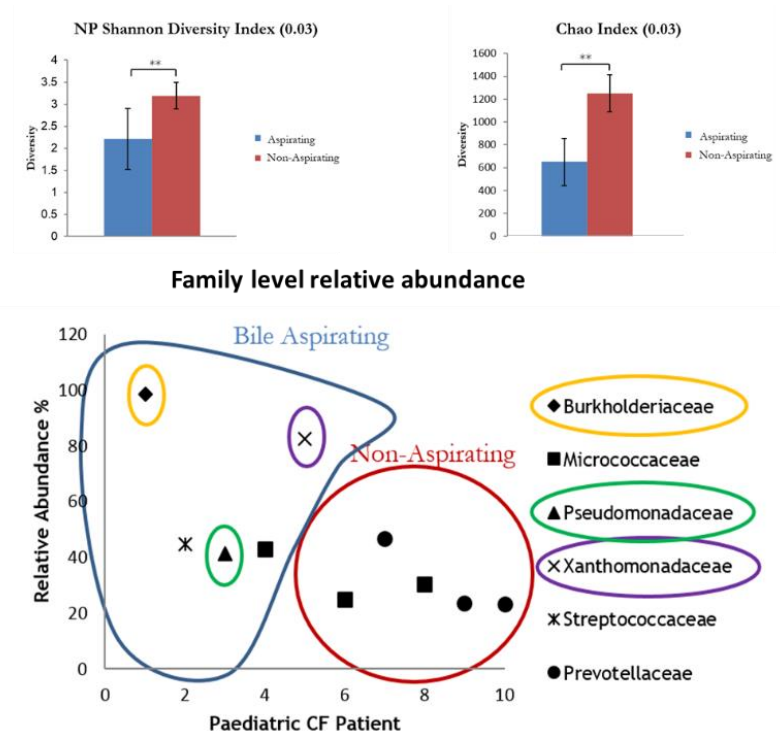 NP Shannon Diversity Index (0.03)
4
3.5
3
2.5
2
1.5
1
0.5
0
Diversity
**
Aspirating
Non-Aspirating
Chao Index (0.03)
1600
1400
1200
1000
800
600
400
200
0
Diversity
**
Aspirating
Non-Aspirating
Family level relative abundance
120
100
80
60
40
20
0
Relative Abundance %
Bile Aspirating
Non-Aspirating
0 2 4 6 8 10
Paediatric CF Patient
Burkholderiaceae
Micrococcaceae
Pseudomonadaceae
Xanthomonadaceae
Streptococcaceae
Prevotellaceae